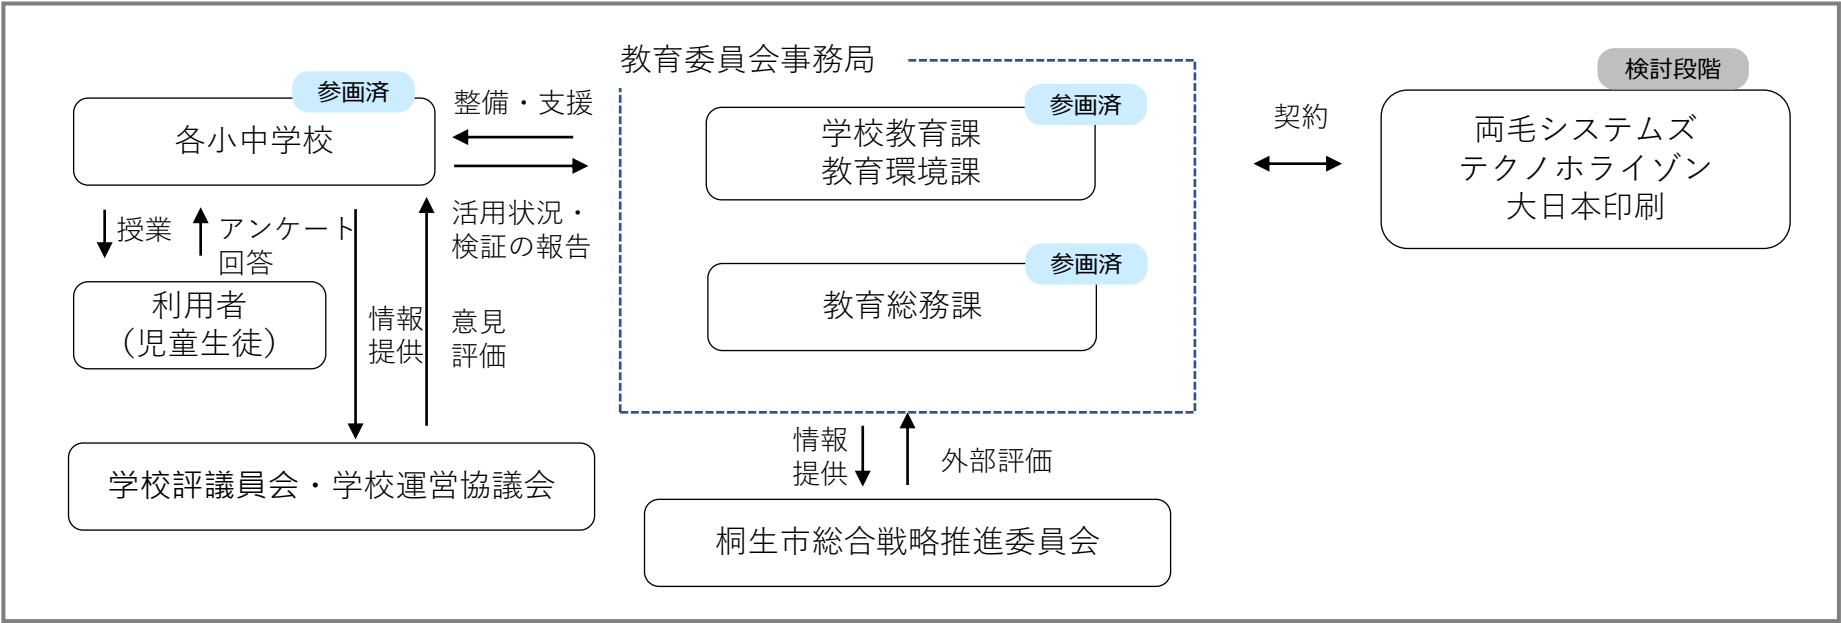 教育委員会事務局
参画済
各小中学校
整備・支援
活用状況・
検証の報告
授業
アンケート
回答
利用者
（児童生徒）
情報
提供
意見
評価
学校評議員会・学校運営協議会
参画済
学校教育課
教育環境課
参画済
教育総務課
情報
提供
外部評価
桐生市総合戦略推進委員会
契約
検討段階
両毛システムズ
テクノホライゾン
大日本印刷